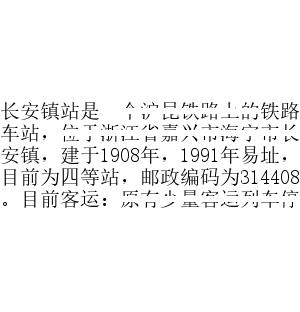 长安镇站是一个沪昆铁路上的铁路
车站，位于浙江省嘉兴市海宁市长
安镇，建于1908年，1991年易址，
目前为四等站，邮政编码为314408
。目前客运：原有少量客运列车停